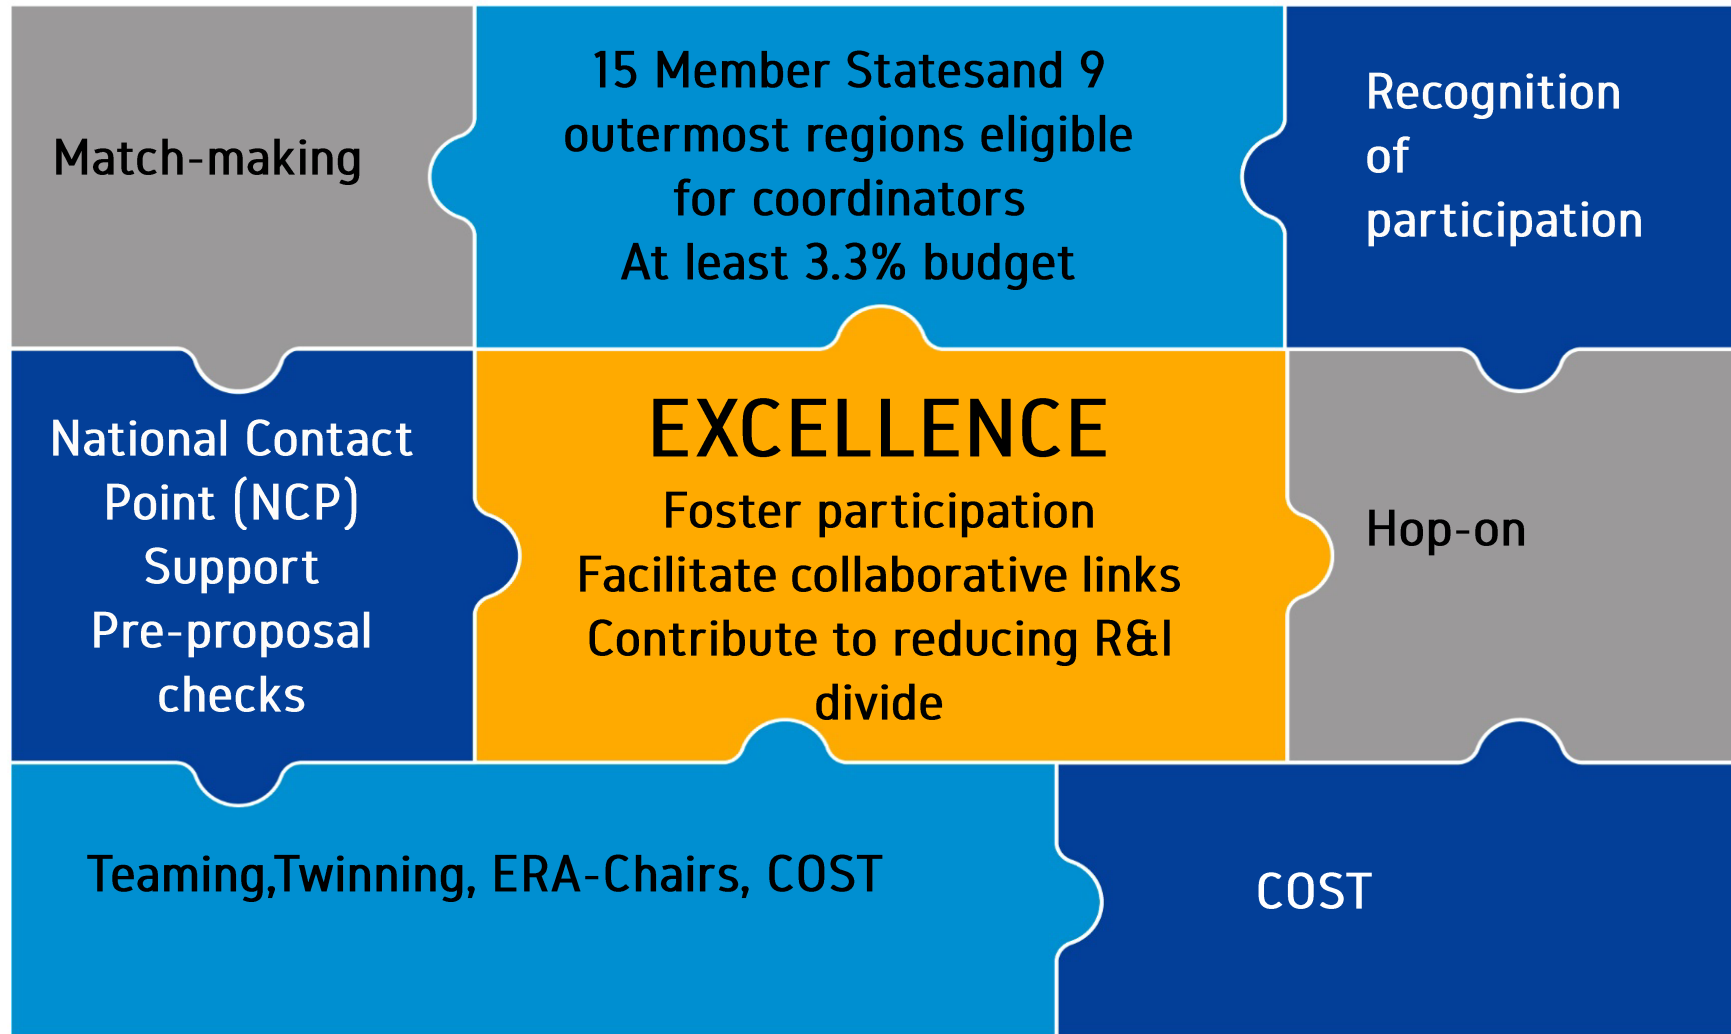 Match-making
15 Member Statesand 9
outermost regions eligible
for coordinators
At least 3.3% budget
Recognition
of
participation
National Contact
Point (NCP)
Support
Pre-proposal
checks
EXCELLENCE
Foster participation
Facilitate collaborative links
Contribute to reducing R&I
divide
Hop-on
Teaming,Twinning, ERA-Chairs, COST
COST